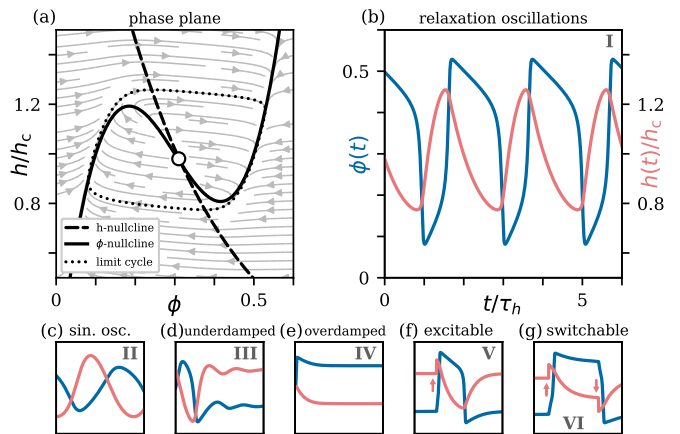 (a) phase plane
h/h_c
1.2
0.8
h-nullcline
ϕ-nullcline
limit cycle
0
0.5
ϕ
(b) relaxation oscillations
I
ϕ(t)
0.5
0
0
5
t/τ_h
1.2
0.8
h(t)/h_c
(c) sin. osc.
II
(d) underdamped
III
(e) overdamped
IV
(f) excitable
V
(g) switchable
VI